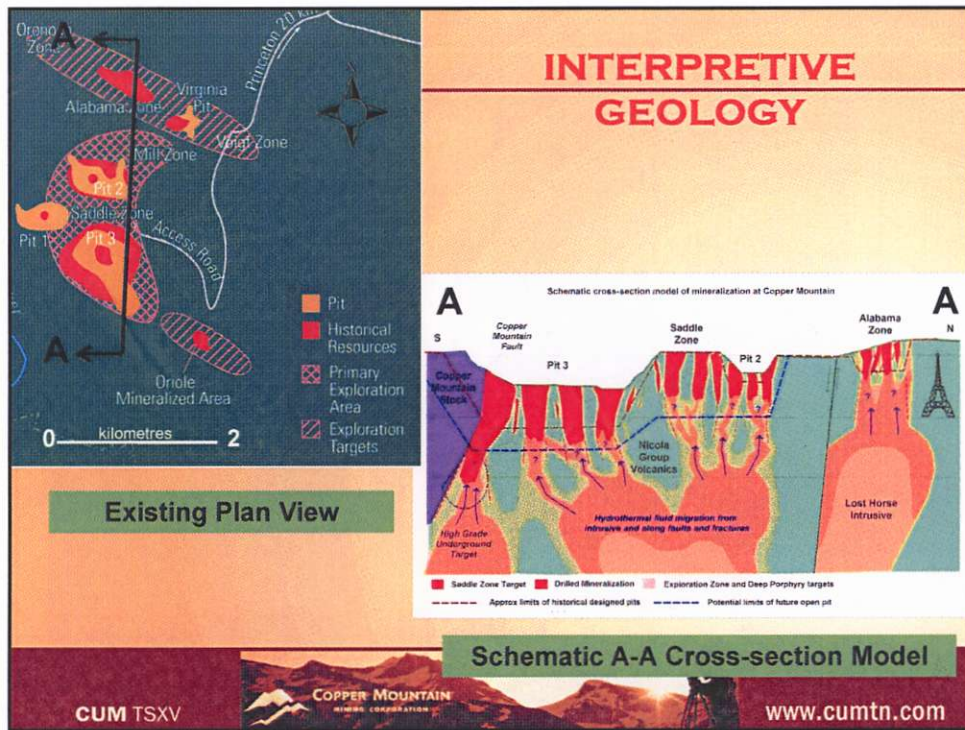 INTERPRETIVE
GEOLOGY
Oreno
Zone
A
Princeton 20 km
Virginia
Pit
Alabama Zone
Voigt Zone
Mill Zone
Pit 2
Saddle Zone
Pit 1
Pit 3
Access Road
A
Pit
Historical
Resources
Primary
Exploration
Area
Exploration
Targets
Oriole
Mineralized Area
0 kilometres 2
Existing Plan View
Schematic cross-section model of mineralization at Copper Mountain
A
A
S
N
Copper
Mountain
Fault
Pit 3
Saddle
Zone
Pit 2
Alabama
Zone
Copper
Mountain
Stock
Nicola
Group
Volcanics
Lost Horse
Intrusive
High Grade
Underground
Target
Hydrothermal fluid migration from
intrusive and along faults and fractures
? ? ? ? ? ? ? ?
Saddle Zone Target
Drilled Mineralization
Exploration Zone and Deep Porphyry targets
Approx limits of historical designed pits
Potential limits of future open pit
Schematic A-A Cross-section Model
CUM TSXV
COPPER MOUNTAIN
MINING CORPORATION
www.cumtn.com